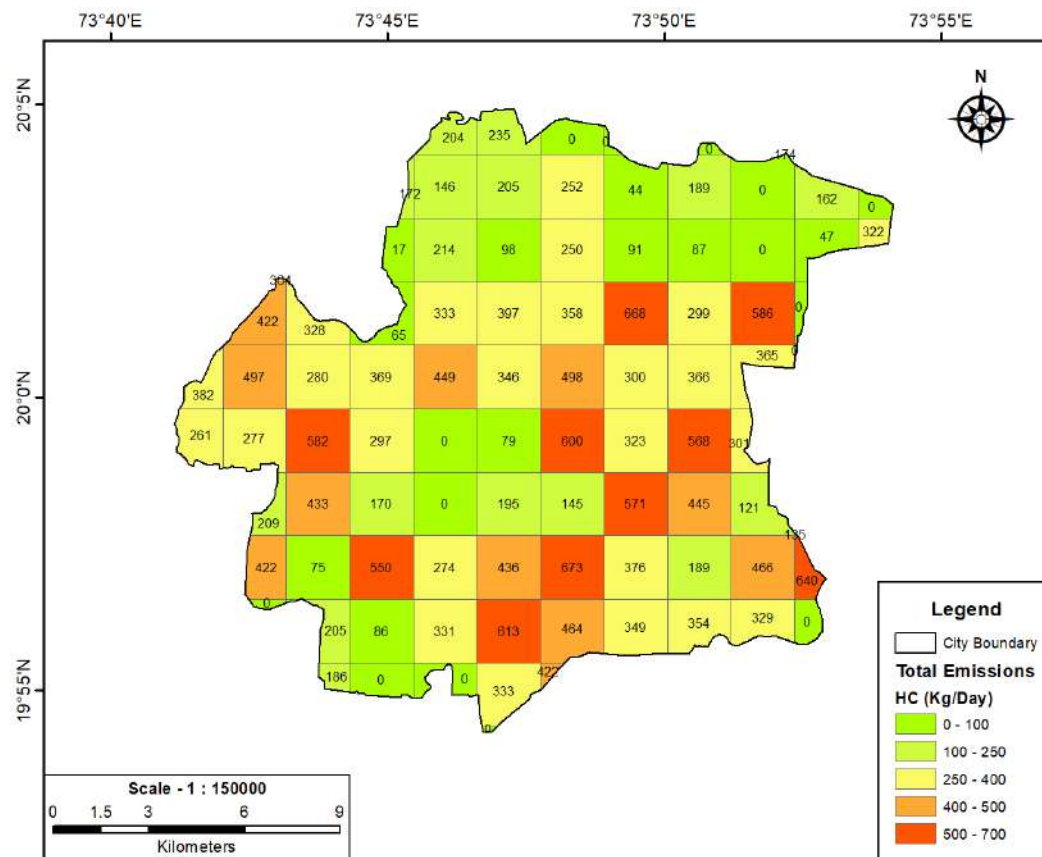 73°40'E 73°45'E 73°50'E 73°55'E
N
20°5'N
204 235 0 0 0 174
172 146 205 252 44 189 0 162 0
17 214 98 250 91 87 0 47 322
422 328 65 333 397 358 668 299 586 0
382 497 280 369 449 346 498 300 366 365 0
20°0'N
261 277 582 297 0 79 600 323 568 301
209 433 170 0 195 145 571 445 121
135
422 75 550 274 436 673 376 189 466 640
0 205 86 331 613 464 349 354 329 0
19°55'N
186 0 0 333 422
0
Legend
City Boundary
Total Emissions
HC (Kg/Day)
0 - 100
100 - 250
250 - 400
400 - 500
500 - 700
Scale - 1 : 150000
0 1.5 3 6 9
Kilometers